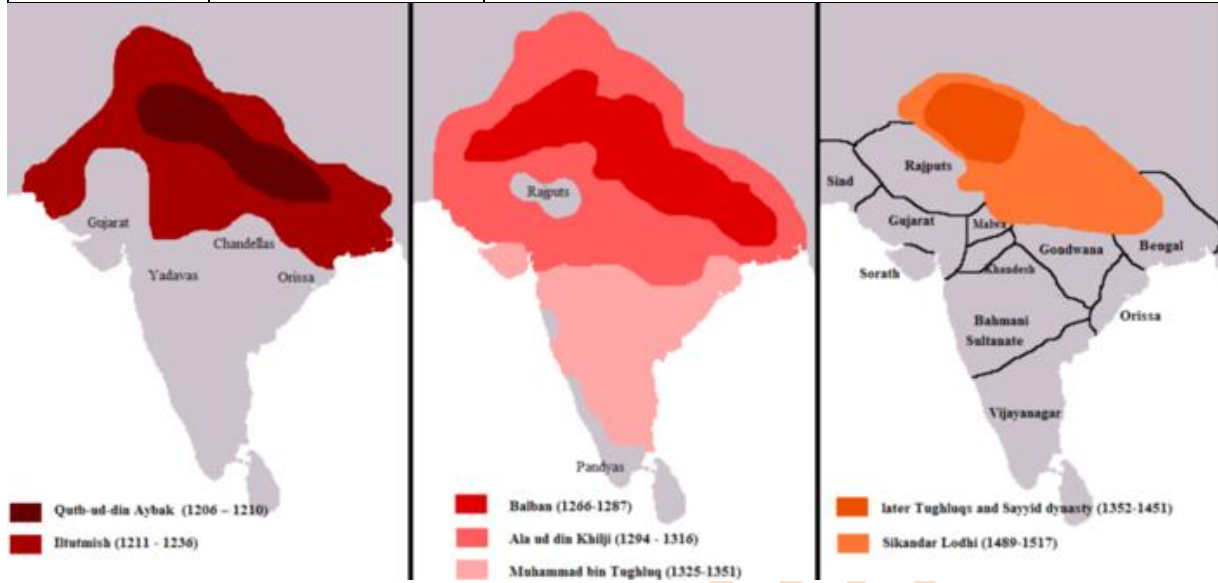 Gujarat
Chandellas
Yadavas
Orissa
Qutb-ud-din Aybak (1206 – 1210)
Iltutmish (1211 - 1236)
Rajputs
Pandyas
Balban (1266-1287)
Ala ud din Khilji (1294 - 1316)
Muhammad bin Tughluq (1325-1351)
Rajputs
Sind
Gujarat
Malwa
Gondwana
Bengal
Sorath
Khandesh
Orissa
Bahmani
Sultanate
Vijayanagar
later Tughluqs and Sayyid dynasty (1352-1451)
Sikandar Lodhi (1489-1517)